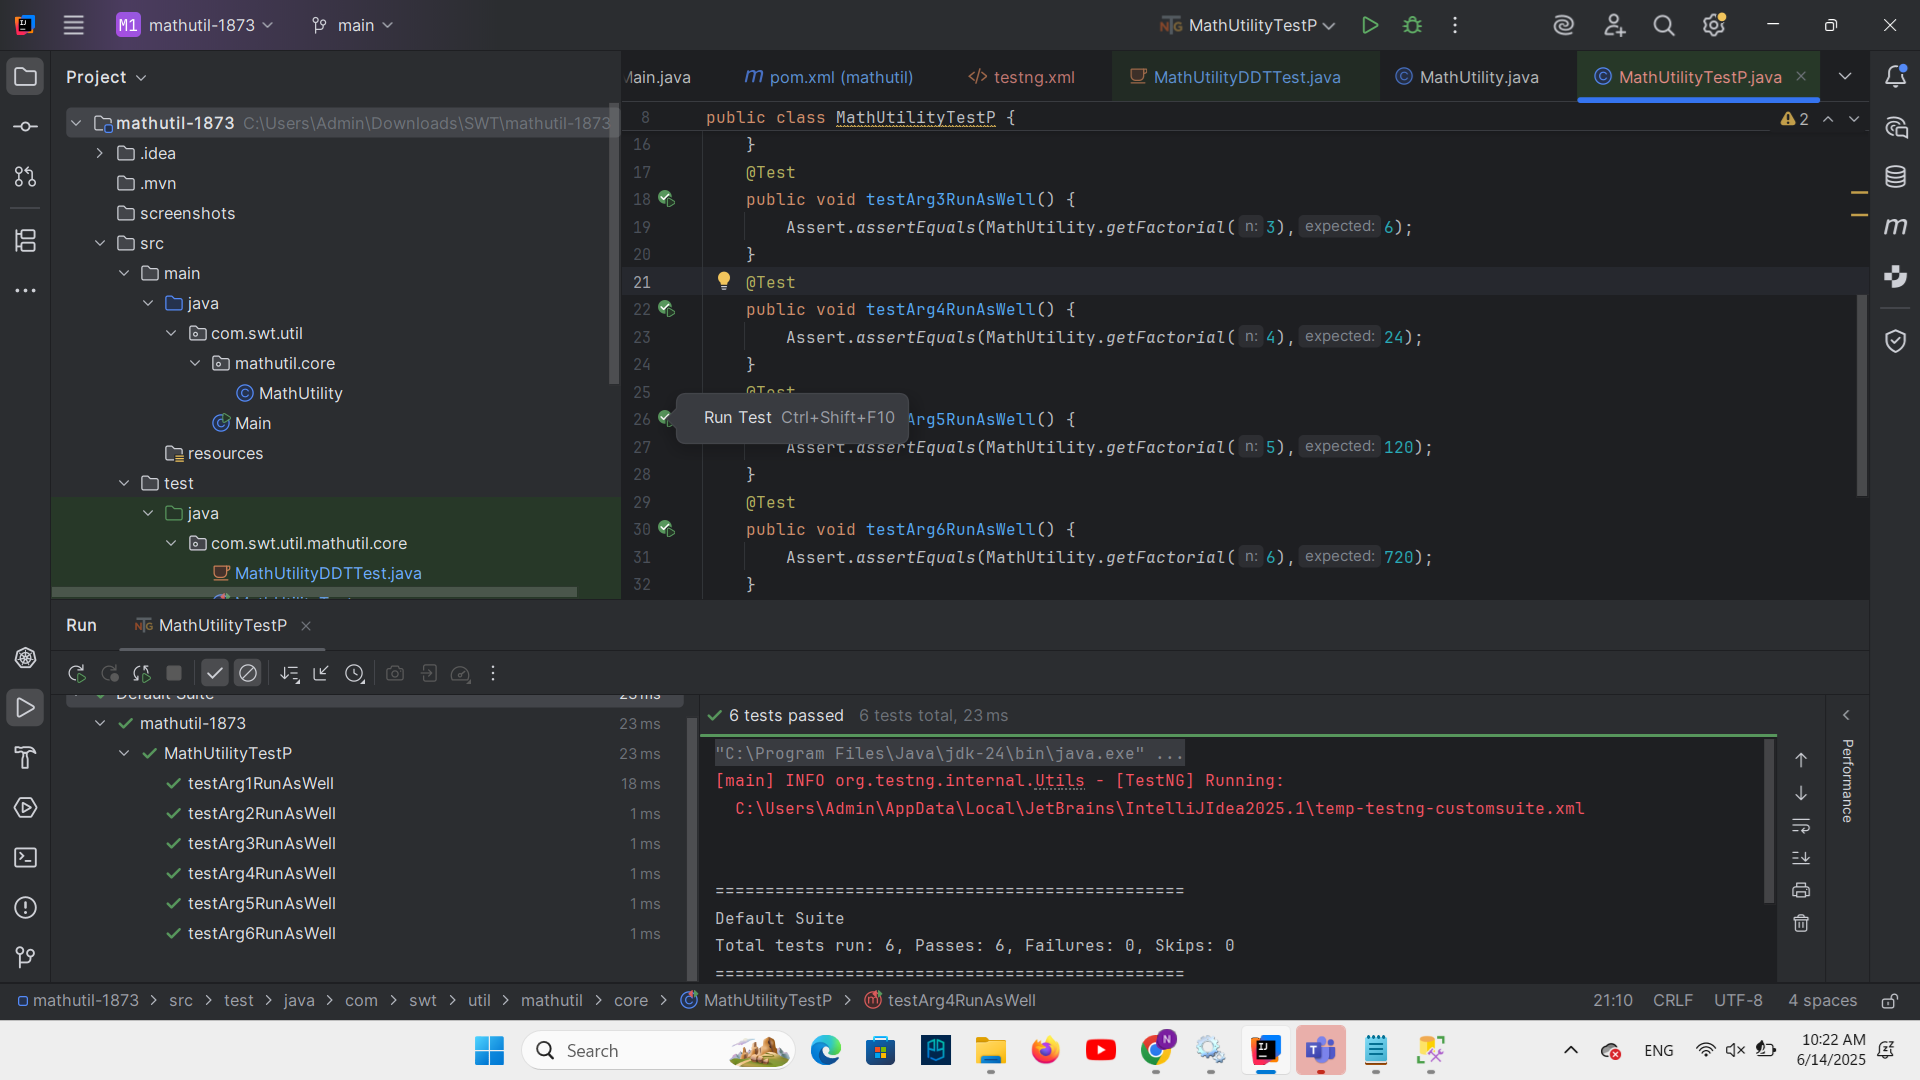 M1 mathutil-1873 main MathUtilityTestP
Project
Main.java pom.xml (mathutil) testng.xml MathUtilityDDTTest.java MathUtility.java MathUtilityTestP.java
mathutil-1873 C:\Users\Admin\Downloads\SWT\mathutil-1873
.idea
.mvn
screenshots
src
main
java
com.swt.util
mathutil.core
MathUtility
Main
resources
test
java
com.swt.util.mathutil.core
MathUtilityDDTTest.java
8 public class MathUtilityTestP {
2
16 }
17 @Test
18 public void testArg3RunAsWell() {
19 Assert.assertEquals(MathUtility.getFactorial( n: 3), expected: 6);
20 }
21 @Test
22 public void testArg4RunAsWell() {
23 Assert.assertEquals(MathUtility.getFactorial( n: 4), expected: 24);
24 }
25 @Test
Run Test Ctrl+Shift+F10
26 Arg5RunAsWell() {
27 Assert.assertEquals(MathUtility.getFactorial( n: 5), expected: 120);
28 }
29 @Test
30 public void testArg6RunAsWell() {
31 Assert.assertEquals(MathUtility.getFactorial( n: 6), expected: 720);
32 }
Run MathUtilityTestP
Default Suite 23 ms
mathutil-1873 23 ms
MathUtilityTestP 23 ms
testArg1RunAsWell 18 ms
testArg2RunAsWell 1 ms
testArg3RunAsWell 1 ms
testArg4RunAsWell 1 ms
testArg5RunAsWell 1 ms
testArg6RunAsWell 1 ms
6 tests passed 6 tests total, 23 ms
"C:\Program Files\Java\jdk-24\bin\java.exe" ...
[main] INFO org.testng.internal.Utils - [TestNG] Running:
C:\Users\Admin\AppData\Local\JetBrains\IntelliJIdea2025.1\temp-testng-customsuite.xml
===============================================
Default Suite
Total tests run: 6, Passes: 6, Failures: 0, Skips: 0
===============================================
Performance
mathutil-1873 > src > test > java > com > swt > util > mathutil > core > MathUtilityTestP > testArg4RunAsWell
21:10 CRLF UTF-8 4 spaces
Search
ENG
10:22 AM
6/14/2025